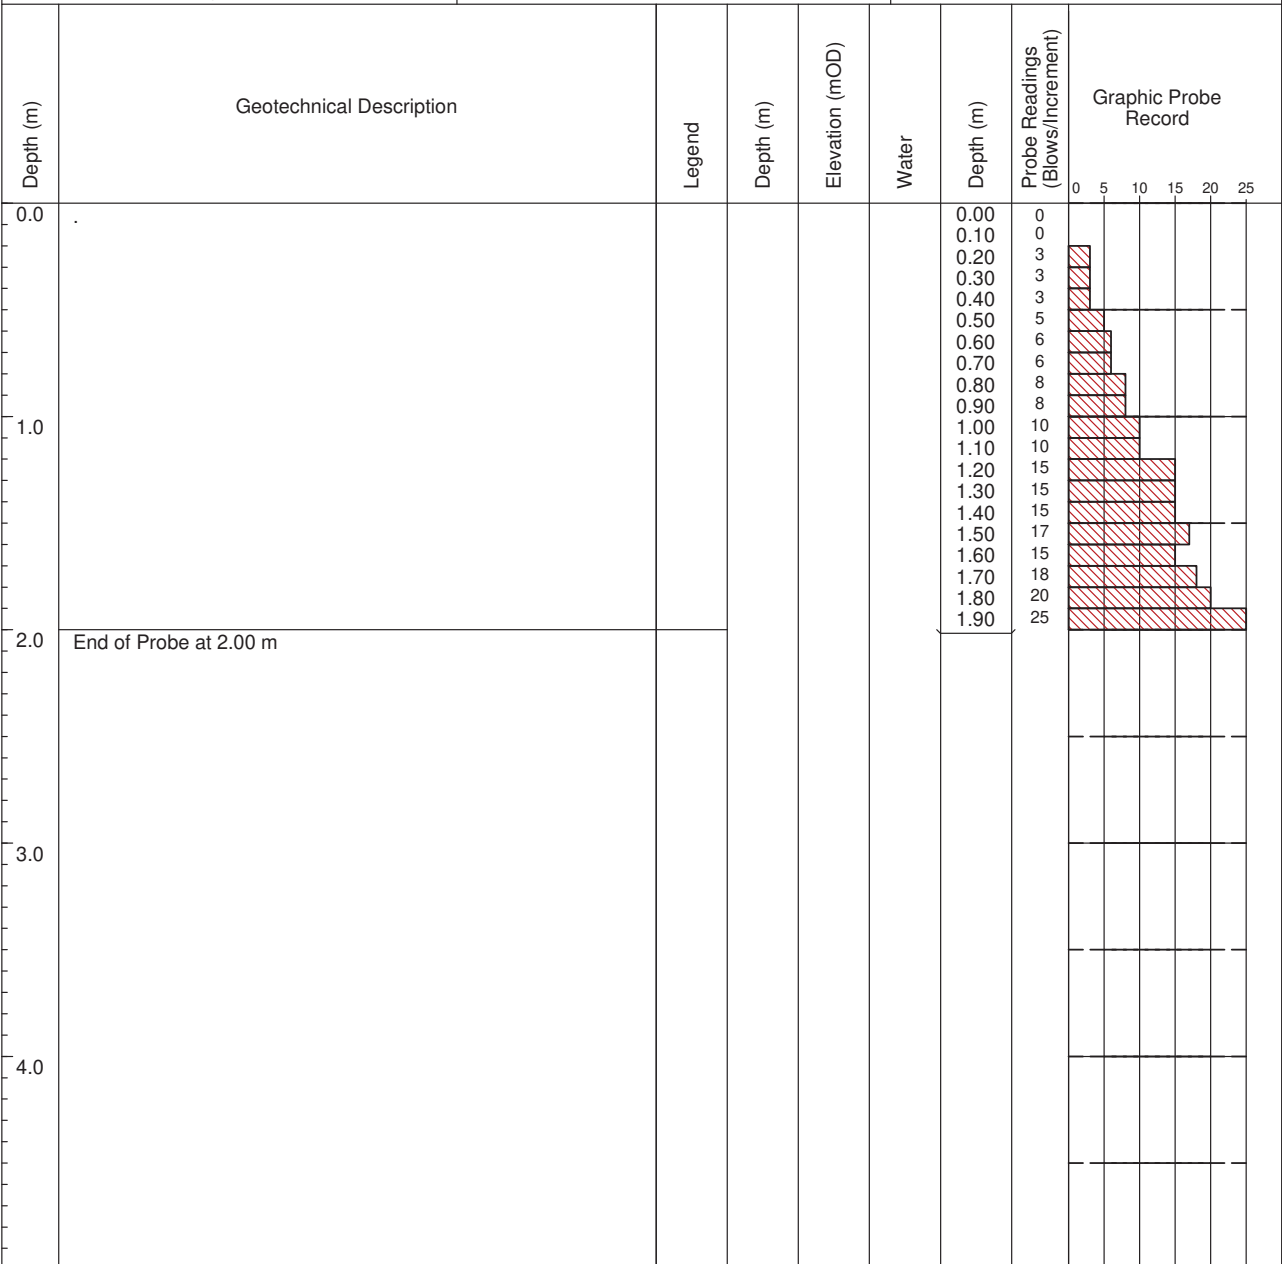 Depth (m)
Geotechnical Description
Legend
Depth (m)
Elevation (mOD)
Water
Depth (m)
Probe Readings
(Blows/Increment)
Graphic Probe
Record
0 5 10 15 20 25
0.0 . 0.00 0
0.10 0
0.20 3
0.30 3
0.40 3
0.50 5
0.60 6
0.70 6
0.80 8
0.90 8
1.0 1.00 10
1.10 10
1.20 15
1.30 15
1.40 15
1.50 17
1.60 15
1.70 18
1.80 20
1.90 25
2.0 End of Probe at 2.00 m
3.0
4.0